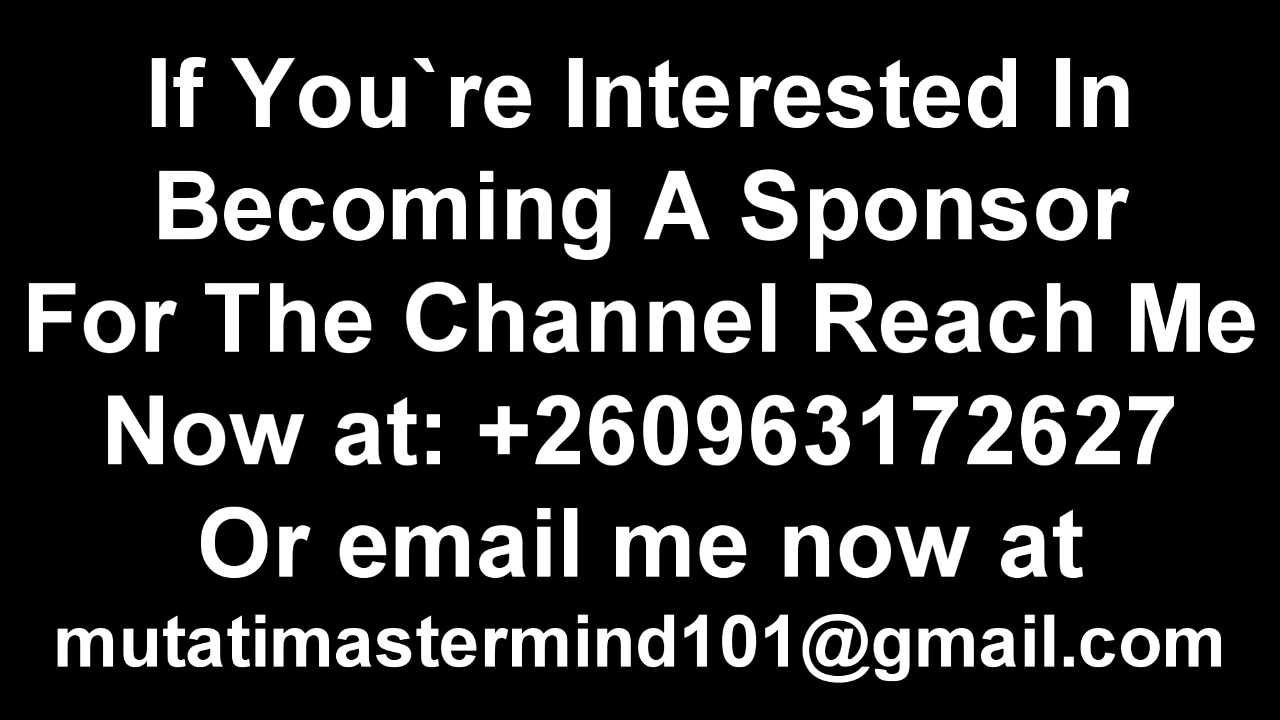 If You`re Interested In
Becoming A Sponsor
For The Channel Reach Me
Now at: +260963172627
Or email me now at
mutatimastermind101@gmail.com